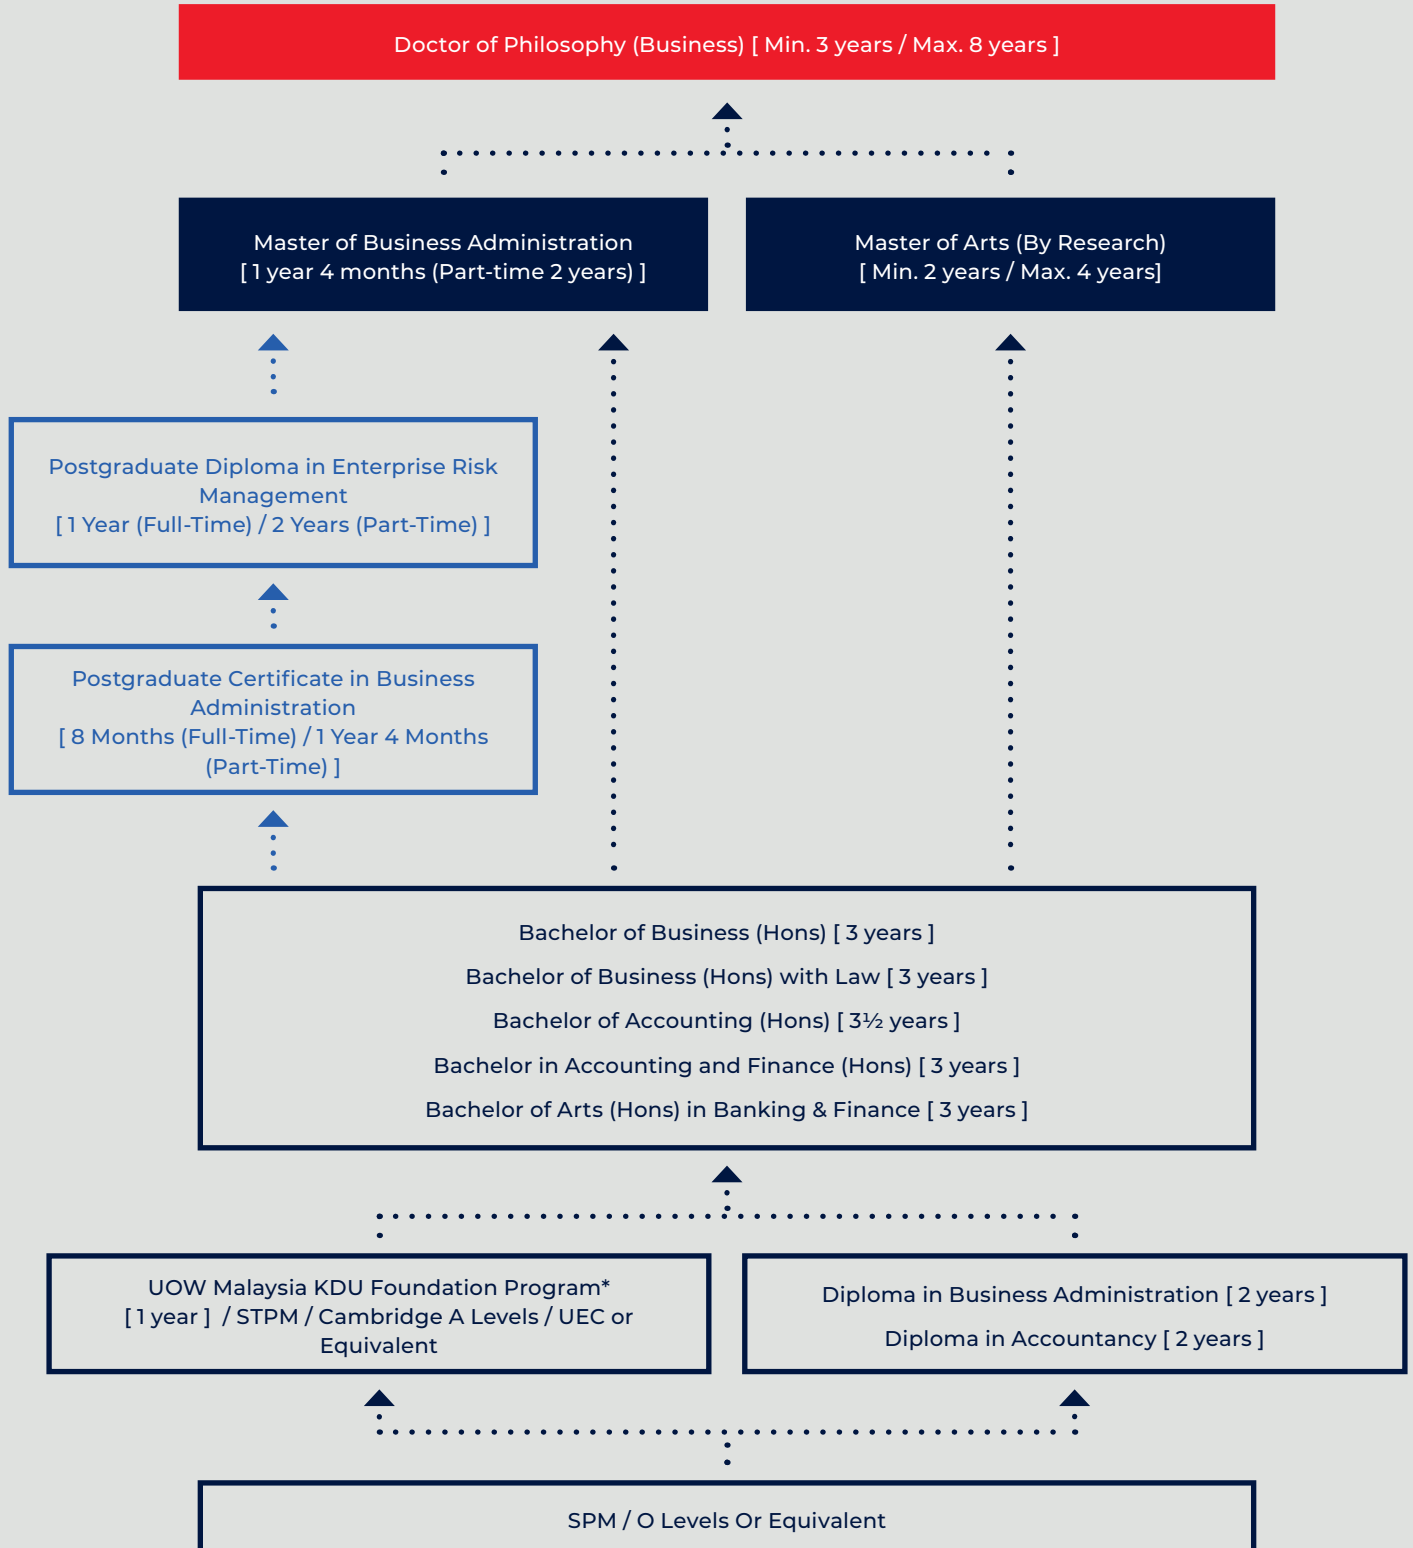 Doctor of Philosophy (Business) [ Min. 3 years / Max. 8 years ]
Master of Business Administration
[ 1 year 4 months (Part-time 2 years) ]
Master of Arts (By Research)
[ Min. 2 years / Max. 4 years]
Postgraduate Diploma in Enterprise Risk
Management
[ 1 Year (Full-Time) / 2 Years (Part-Time) ]
Postgraduate Certificate in Business
Administration
[ 8 Months (Full-Time) / 1 Year 4 Months
(Part-Time) ]
Bachelor of Business (Hons) [ 3 years ]
Bachelor of Business (Hons) with Law [ 3 years ]
Bachelor of Accounting (Hons) [ 3½ years ]
Bachelor in Accounting and Finance (Hons) [ 3 years ]
Bachelor of Arts (Hons) in Banking & Finance [ 3 years ]
UOW Malaysia KDU Foundation Program*
[ 1 year ] / STPM / Cambridge A Levels / UEC or
Equivalent
Diploma in Business Administration [ 2 years ]
Diploma in Accountancy [ 2 years ]
SPM / O Levels Or Equivalent